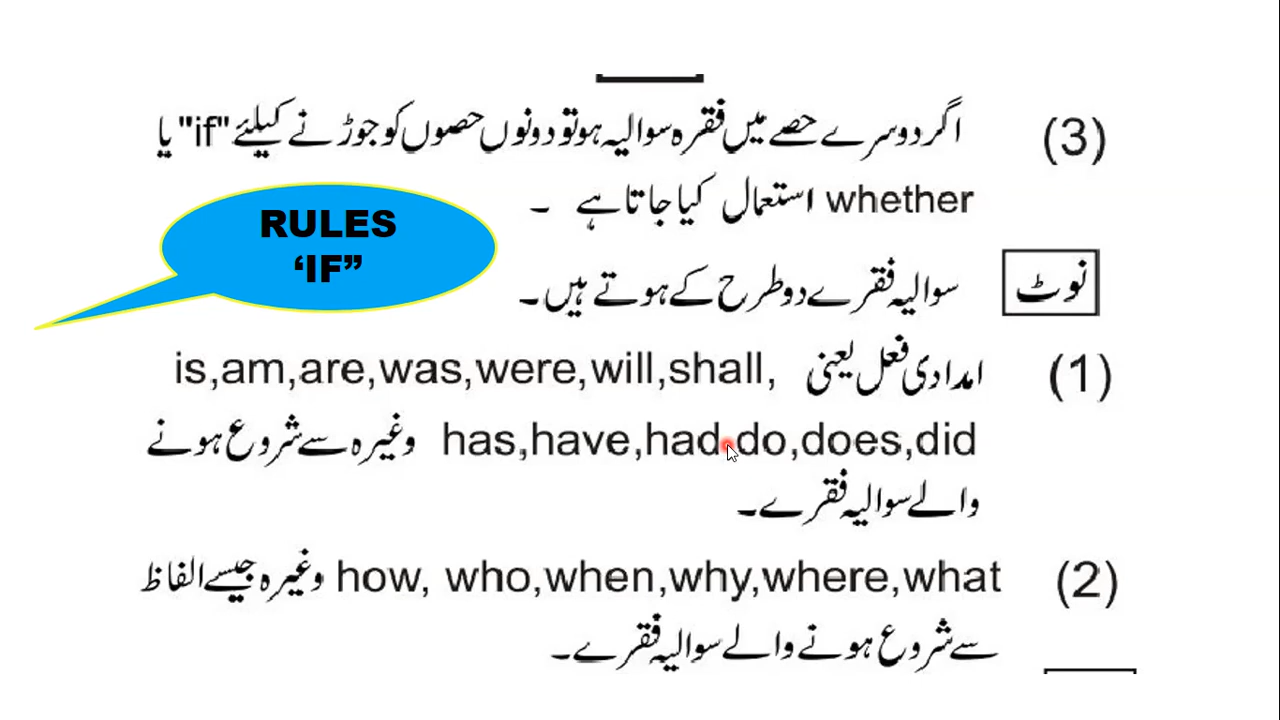 (3) اگر دوسرے حصے میں فقرہ سوالیہ ہو تو دونوں حصوں کو جوڑنے کیلئے "if" یا
whether استعمال کیا جاتا ہے ۔
RULES
‘IF”
نوٹ سوالیہ فقرے دو طرح کے ہوتے ہیں۔
(1) امدادی فعل یعنی is,am,are,was,were,will,shall,
has,have,had,do,does,did وغیرہ سے شروع ہونے
والے سوالیہ فقرے۔
(2) how, who,when,why,where,what وغیرہ جیسے الفاظ
سے شروع ہونے والے سوالیہ فقرے۔